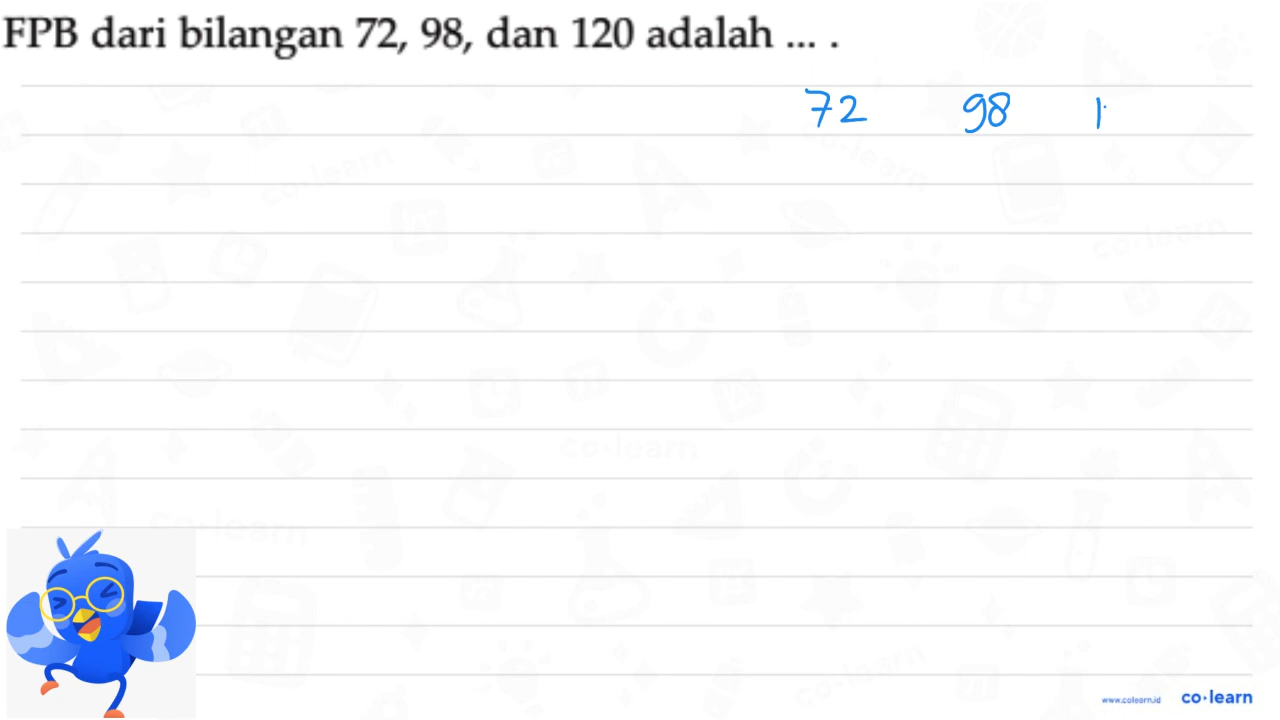 FPB dari bilangan 72, 98, dan 120 adalah ... .
72 98 1
www.colearn.id co·learn